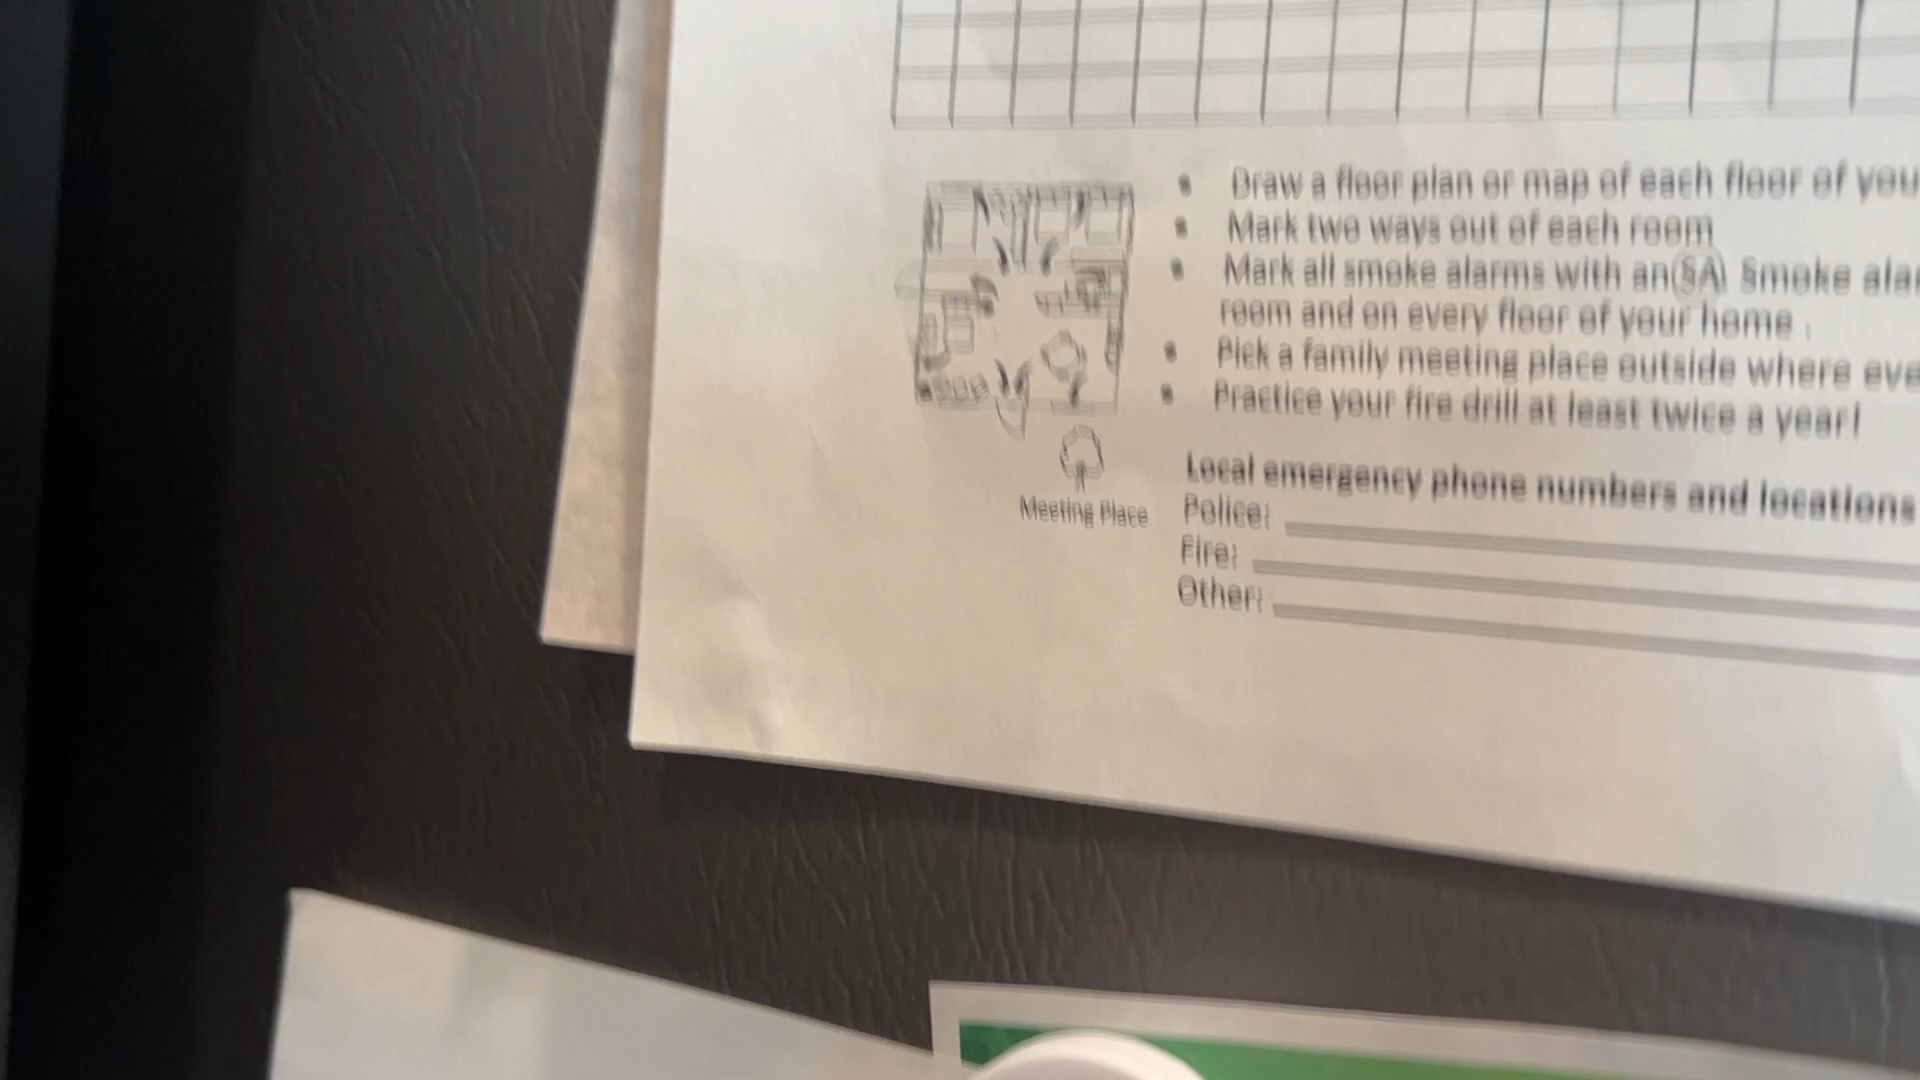 Draw a floor plan or map of each floor of you
Mark two ways out of each room
Mark all smoke alarms with an SA Smoke alar
room and on every floor of your home .
Pick a family meeting place outside where eve
Practice your fire drill at least twice a year!
Meeting Place
Local emergency phone numbers and locations
Police:
Fire:
Other: